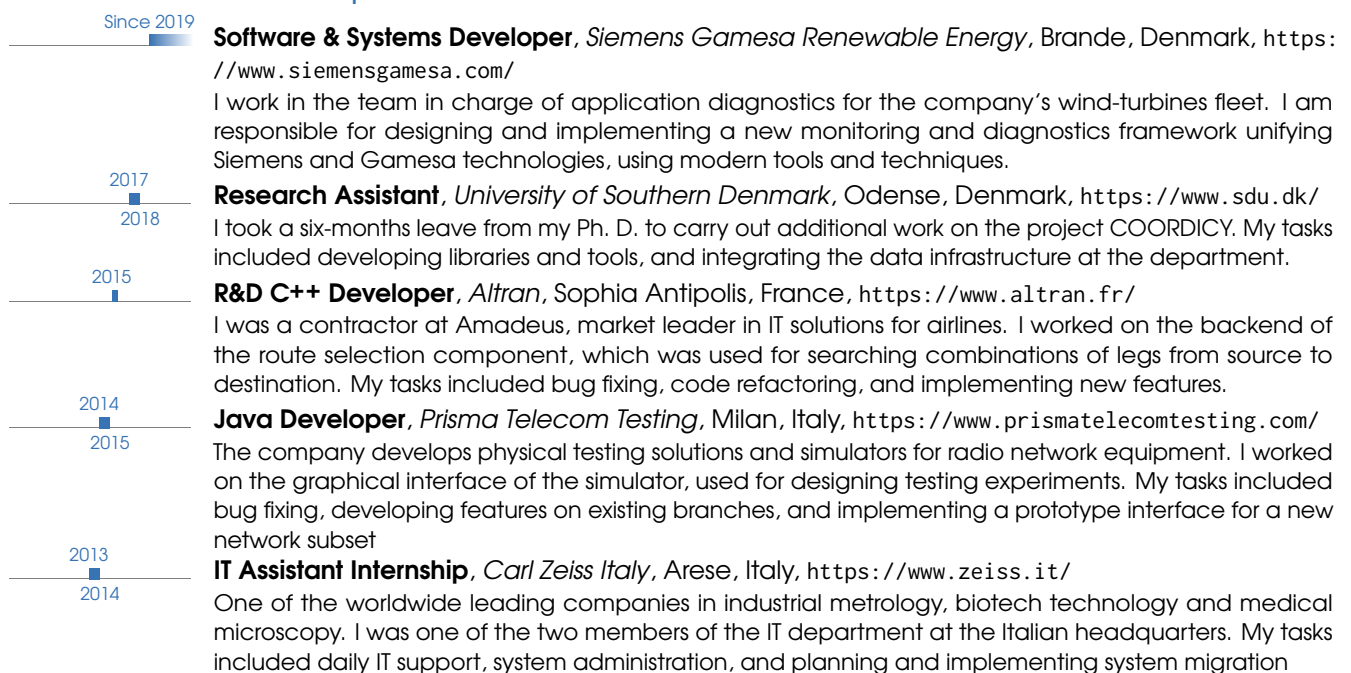 Since 2019
Software & Systems Developer, Siemens Gamesa Renewable Energy, Brande, Denmark, https:
//www.siemensgamesa.com/
I work in the team in charge of application diagnostics for the company's wind-turbines fleet. I am
responsible for designing and implementing a new monitoring and diagnostics framework unifying
Siemens and Gamesa technologies, using modern tools and techniques.
2017
2018
Research Assistant, University of Southern Denmark, Odense, Denmark, https://www.sdu.dk/
I took a six-months leave from my Ph. D. to carry out additional work on the project COORDICY. My tasks
included developing libraries and tools, and integrating the data infrastructure at the department.
2015
R&D C++ Developer, Altran, Sophia Antipolis, France, https://www.altran.fr/
I was a contractor at Amadeus, market leader in IT solutions for airlines. I worked on the backend of
the route selection component, which was used for searching combinations of legs from source to
destination. My tasks included bug fixing, code refactoring, and implementing new features.
2014
2015
Java Developer, Prisma Telecom Testing, Milan, Italy, https://www.prismatelecomtesting.com/
The company develops physical testing solutions and simulators for radio network equipment. I worked
on the graphical interface of the simulator, used for designing testing experiments. My tasks included
bug fixing, developing features on existing branches, and implementing a prototype interface for a new
network subset
2013
2014
IT Assistant Internship, Carl Zeiss Italy, Arese, Italy, https://www.zeiss.it/
One of the worldwide leading companies in industrial metrology, biotech technology and medical
microscopy. I was one of the two members of the IT department at the Italian headquarters. My tasks
included daily IT support, system administration, and planning and implementing system migration